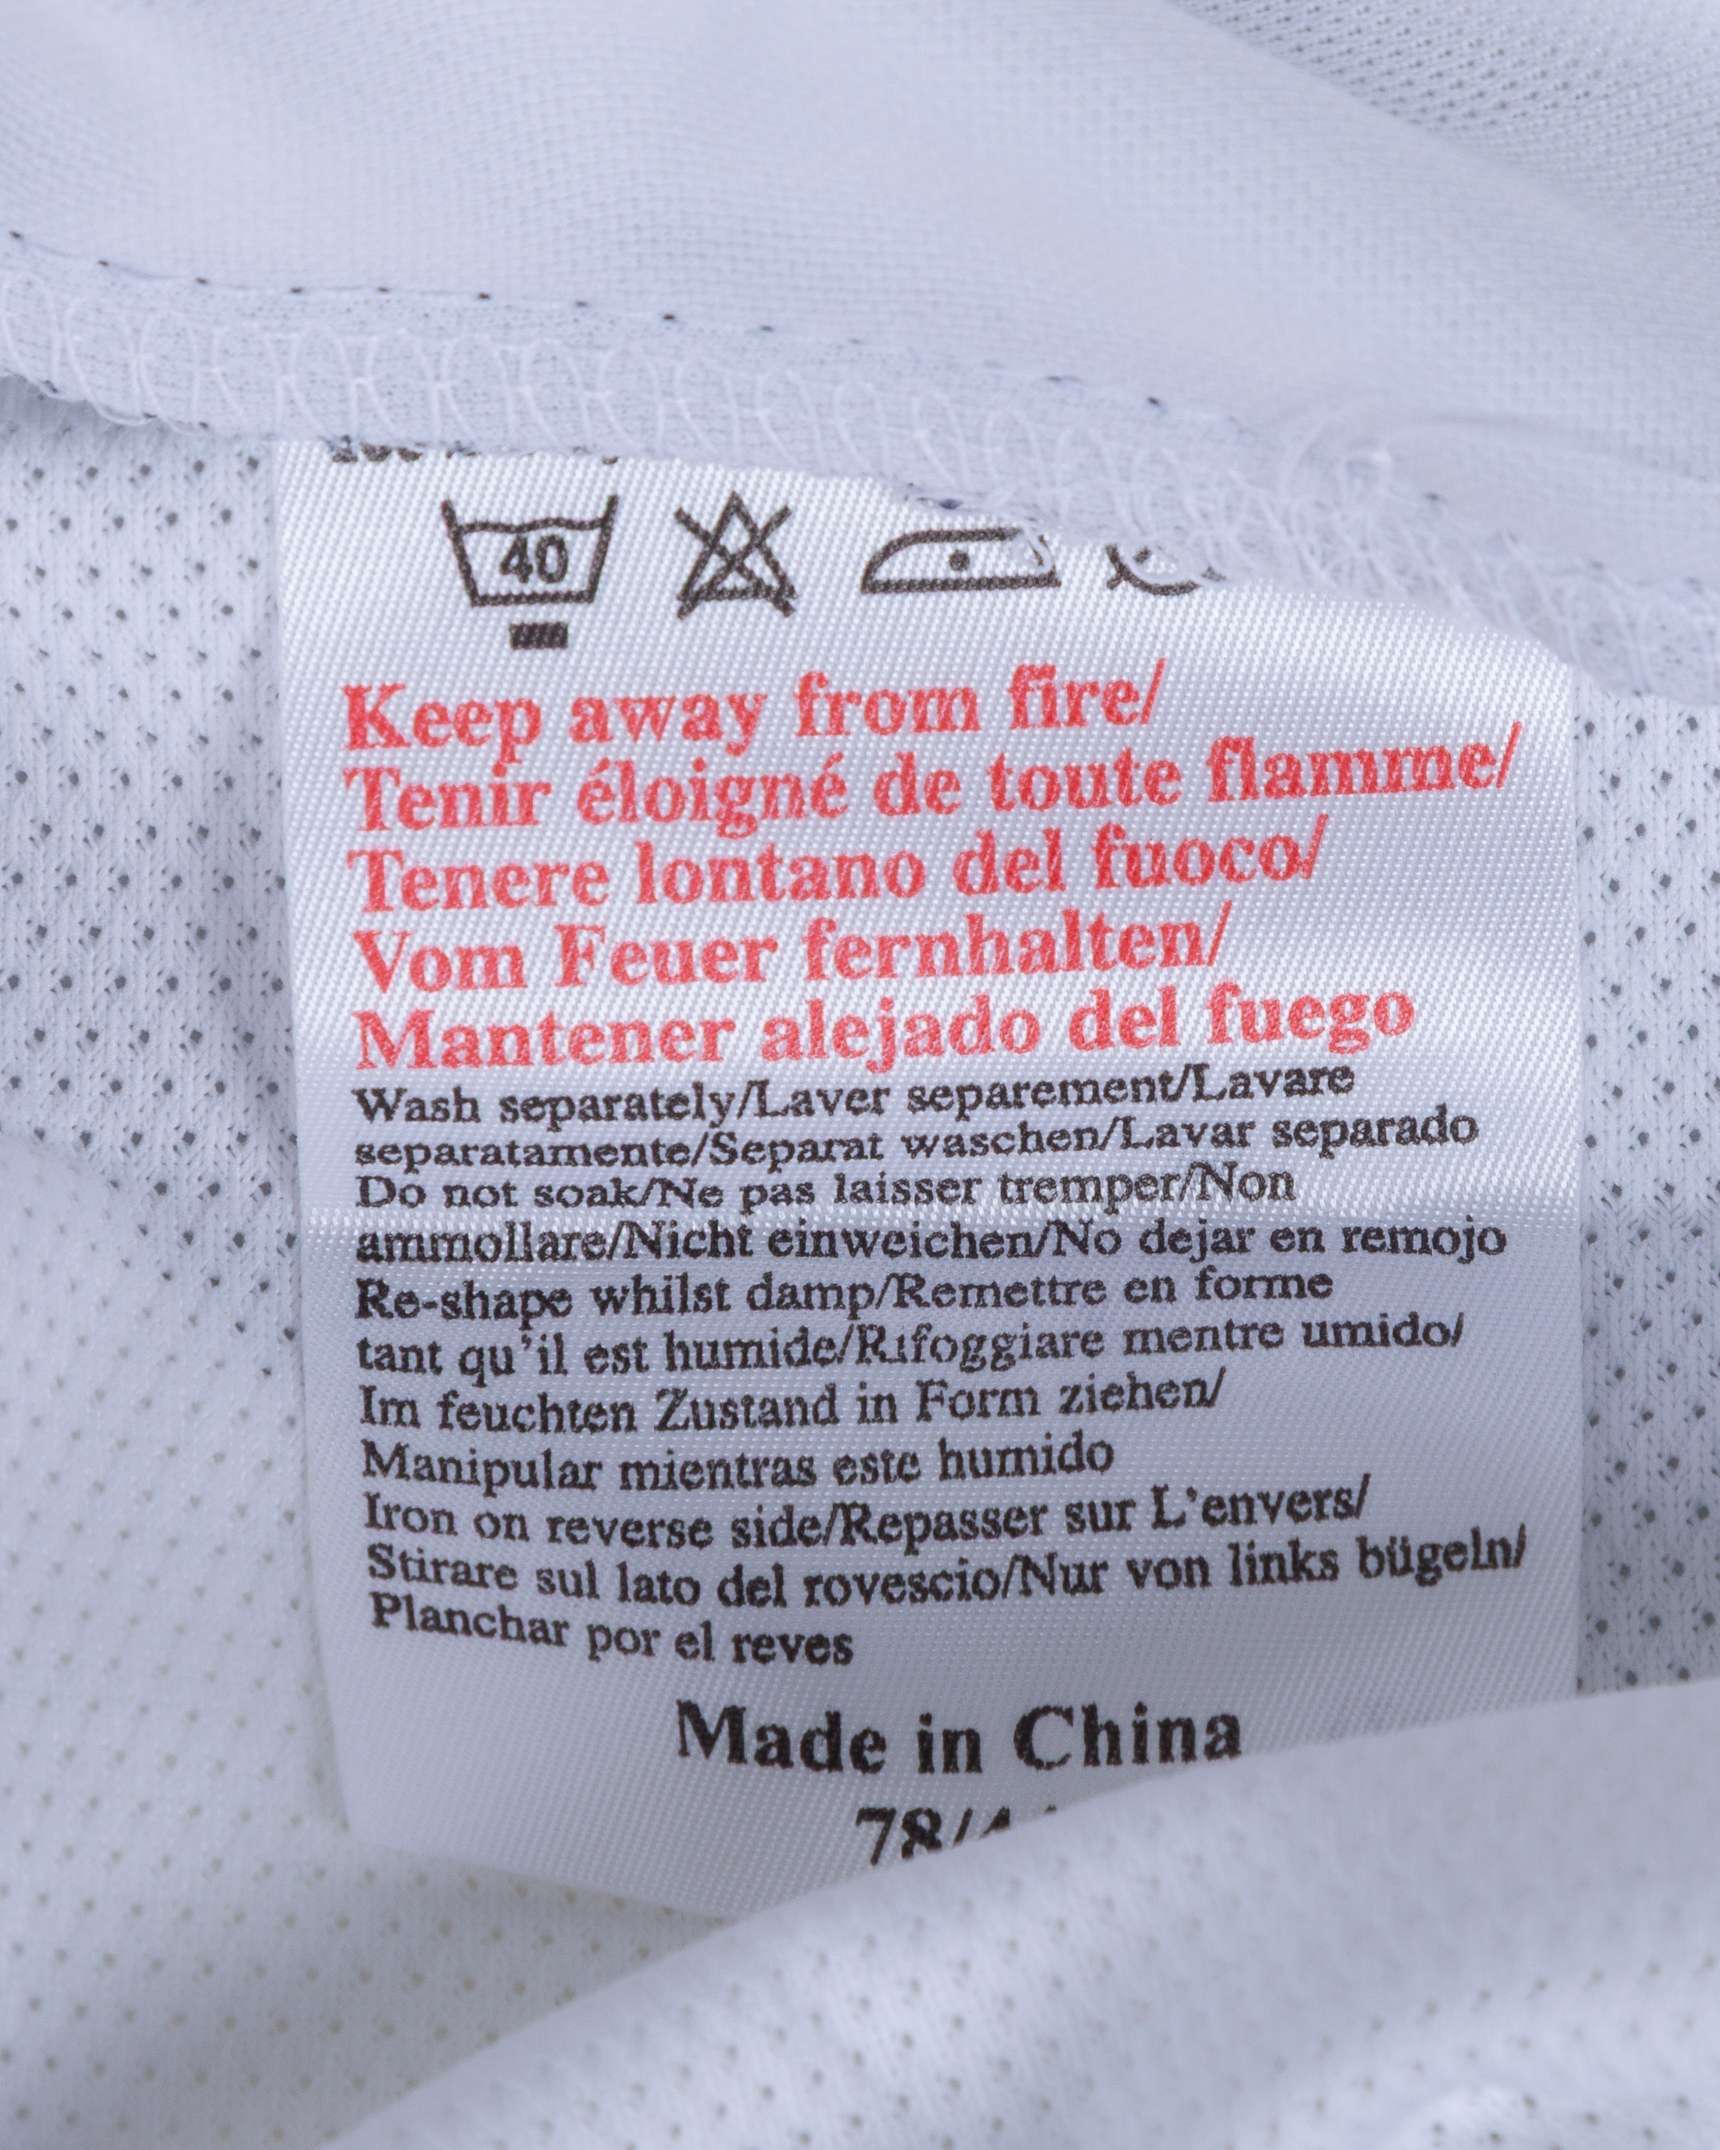 40
Keep away from fire/
Tenir éloigné de toute flamme/
Tenere lontano del fuoco/
Vom Feuer fernhalten/
Mantener alejado del fuego
Wash separately/Laver separement/Lavare
separatamente/Separat waschen/Lavar separado
Do not soak/Ne pas laisser tremper/Non
ammollare/Nicht einweichen/No dejar en remojo
Re-shape whilst damp/Remettre en forme
tant qu'il est humide/Rifoggiare mentre umido/
Im feuchten Zustand in Form ziehen/
Manipular mientras este humido
Iron on reverse side/Repasser sur L'envers/
Stirare sul lato del rovescio/Nur von links bügeln/
Planchar por el reves
Made in China